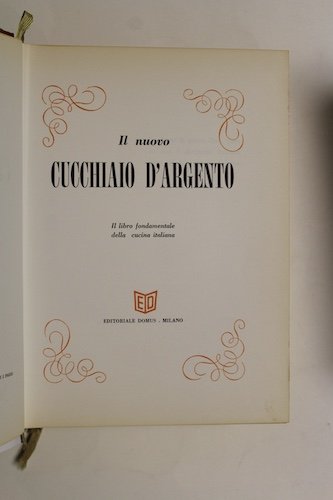 Il nuovo
CUCCHIAIO D'ARGENTO
Il libro fondamentale
della cucina italiana
ED
EDITORIALE DOMUS - MILANO